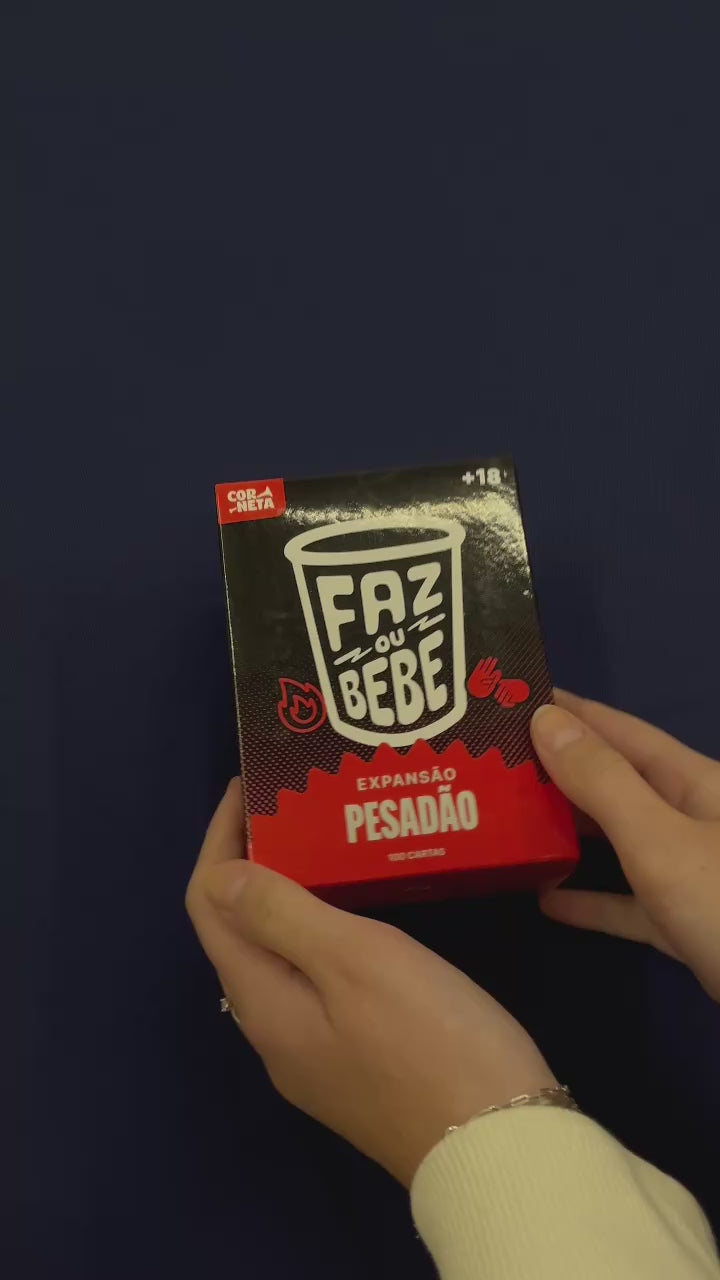 COR
NETA
+18
FAZ
OU
BEBE
EXPANSÃO
PESADÃO
100 CARTAS